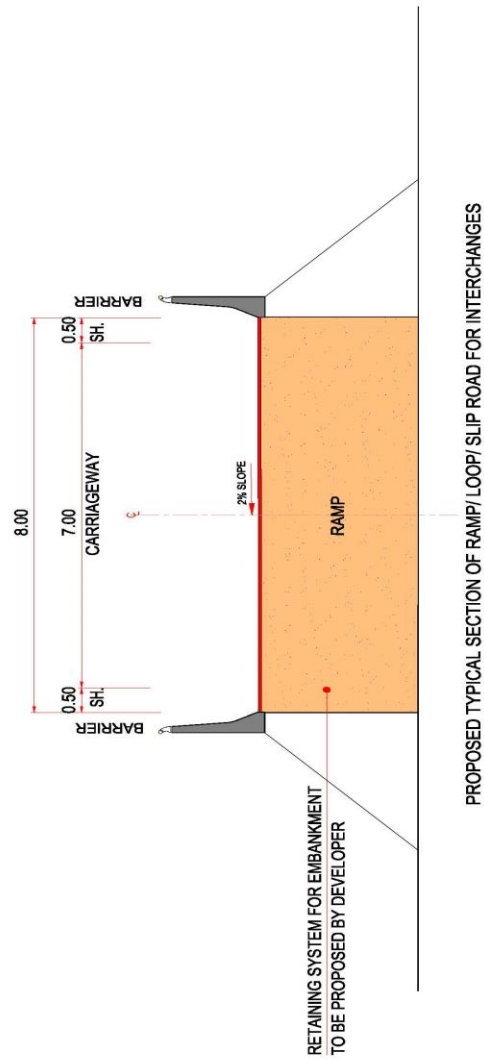 8.00
0.50
7.00
0.50
SH.
CARRIAGEWAY
SH.
BARRIER
BARRIER
℄
2% SLOPE
RAMP
RETAINING SYSTEM FOR EMBANKMENT
TO BE PROPOSED BY DEVELOPER
PROPOSED TYPICAL SECTION OF RAMP/ LOOP/ SLIP ROAD FOR INTERCHANGES